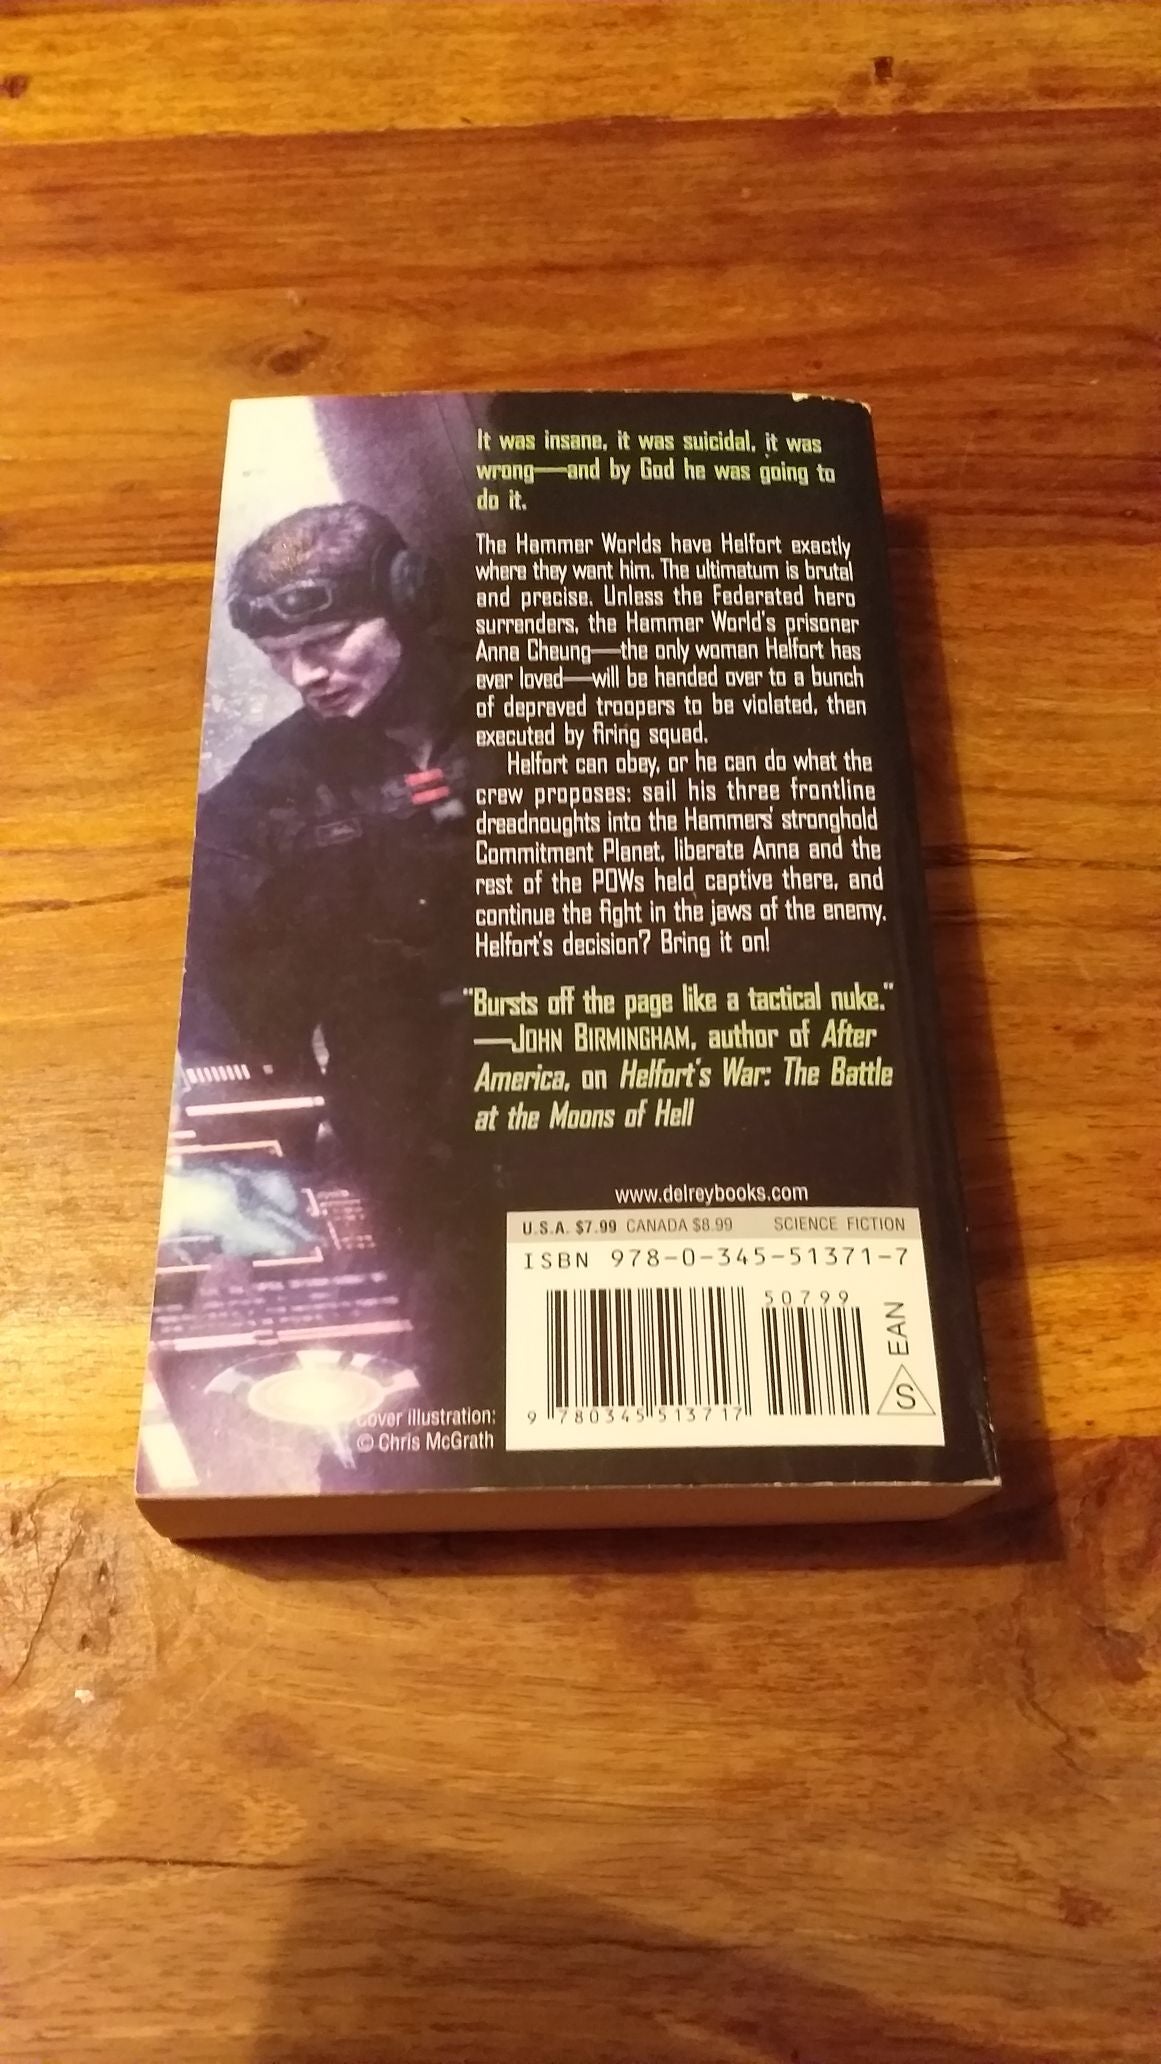 It was insane, it was suicidal, it was
wrong—and by God he was going to
do it.
The Hammer Worlds have Helfort exactly
where they want him. The ultimatum is brutal
and precise. Unless the Federated hero
surrenders, the Hammer World's prisoner
Anna Cheung—the only woman Helfort has
ever loved—will be handed over to a bunch
of depraved troopers to be violated, then
executed by firing squad.
Helfort can obey, or he can do what the
crew proposes: sail his three frontline
dreadnoughts into the Hammers' stronghold
Commitment Planet, liberate Anna and the
rest of the POWs held captive there, and
continue the fight in the jaws of the enemy.
Helfort's decision? Bring it on!
"Bursts off the page like a tactical nuke."
—JOHN BIRMINGHAM, author of After
America, on Helfort's War: The Battle
at the Moons of Hell
www.delreybooks.com
U.S.A. $7.99 CANADA $8.99 SCIENCE FICTION
ISBN 978-0-345-51371-7
50799
EAN
S
9 780345 513717
Cover illustration:
© Chris McGrath